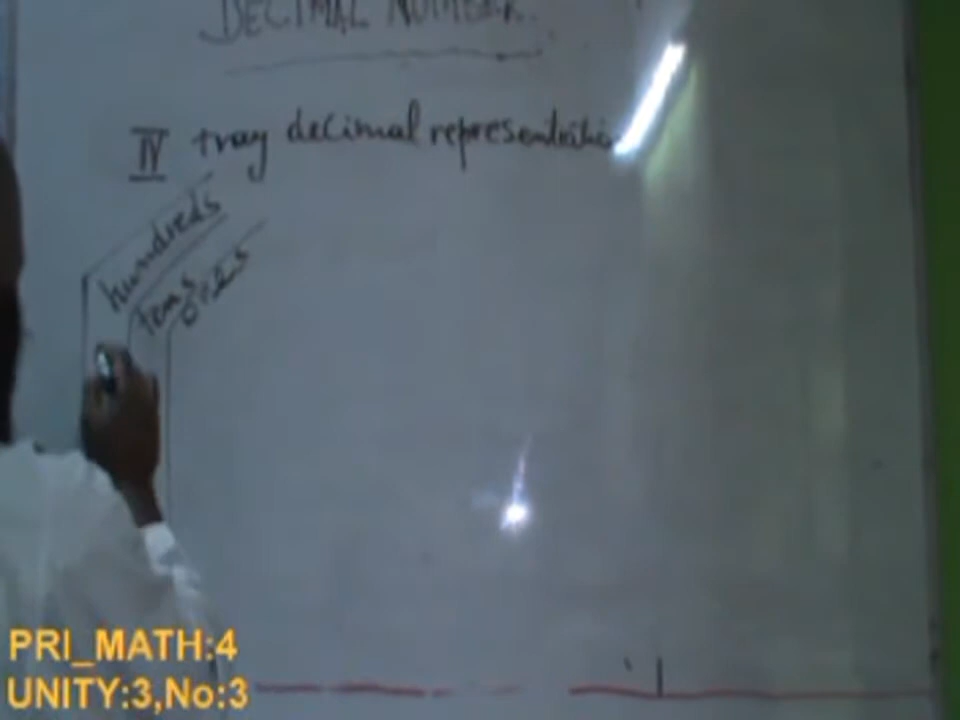 DECIMAL NUMBER.
IV tray decimal representation
hundreds
tens
ones
PRI_MATH:4
UNITY:3,No:3